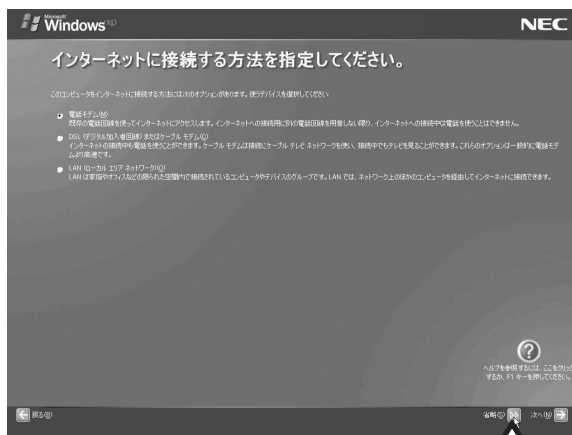 Microsoft
Windows xp
NEC
インターネットに接続する方法を指定してください。
このコンピュータをインターネットに接続する方法には次のオプションがあります。使うデバイスを選択してください
電話モデム(M)
既存の電話回線を使ってインターネットにアクセスします。インターネットへの接続用に別の電話回線を用意しない限り、インターネットへの接続中は電話を使うことはできません。
DSL (デジタル加入者回線) またはケーブル モデム(C)
インターネットの接続中も電話を使うことができます。ケーブル モデムは接続にケーブル テレビ ネットワークを使い、接続中でもテレビを見ることができます。これらのオプションは一般的に電話モデ
ムより高速です。
LAN (ローカル エリア ネットワーク)(O)
LAN は家庭やオフィスなどの限られた空間内で接続されているコンピュータやデバイスのグループです。LAN では、ネットワーク上のほかのコンピュータを経由してインターネットに接続できます。
?
ヘルプを参照するには、ここをクリック
するか、F1 キーを押してください。
戻る(B)
省略(S)
次へ(N)